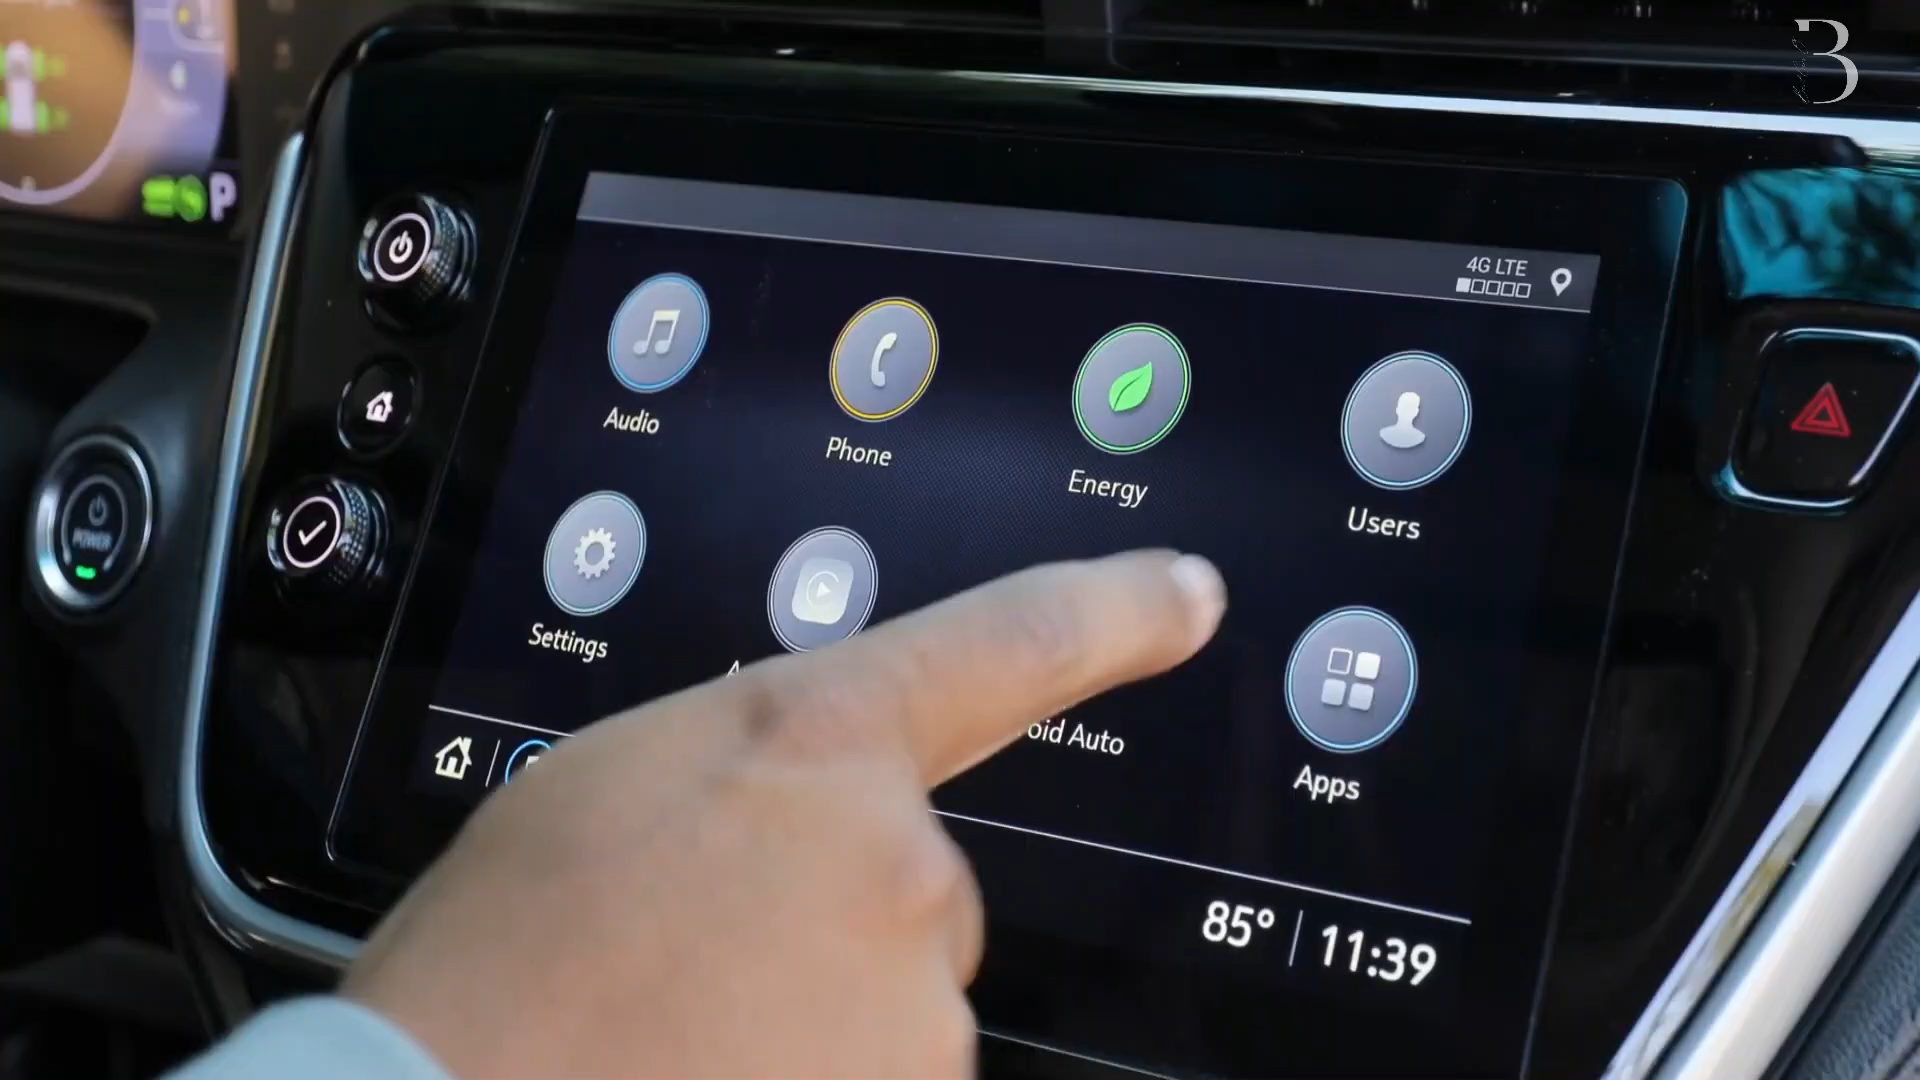 B
P
4G LTE
Audio
Phone
Energy
Users
POWER
Settings
A
oid Auto
Apps
85° | 11:39